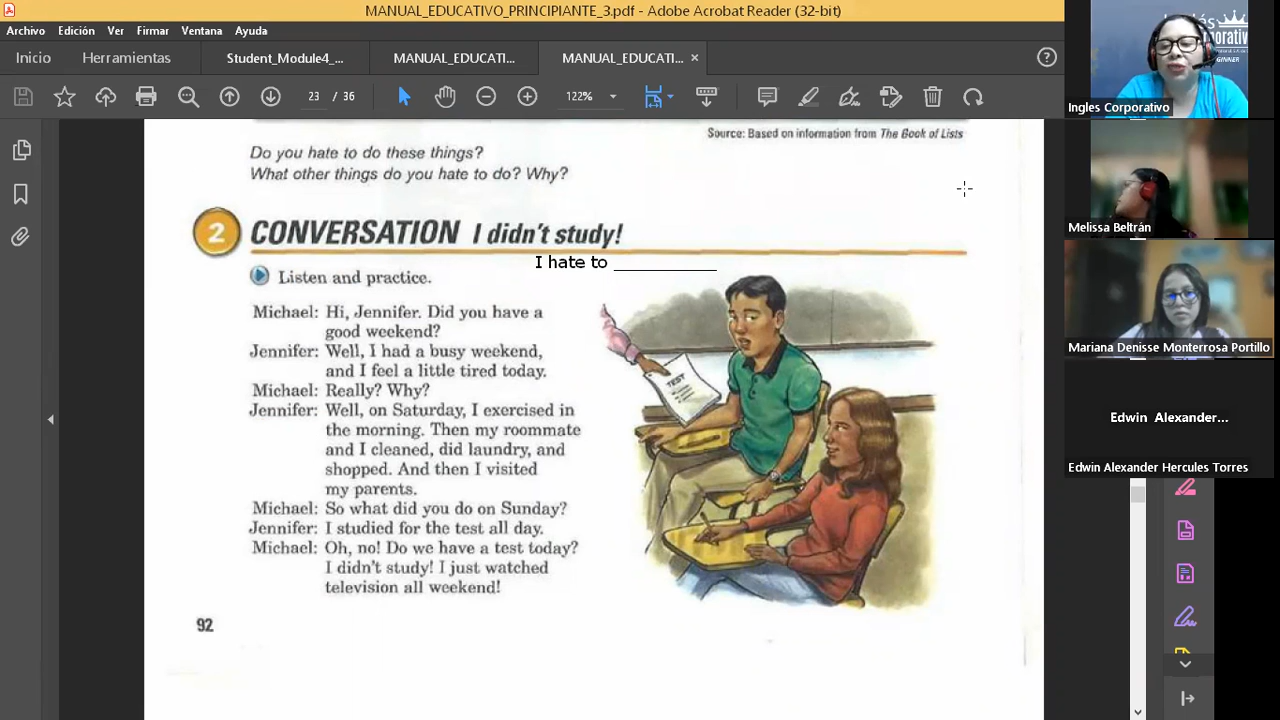 MANUAL_EDUCATIVO_PRINCIPIANTE_3.pdf - Adobe Acrobat Reader (32-bit)
Archivo Edición Ver Firmar Ventana Ayuda
Inicio Herramientas Student_Module4_... MANUAL_EDUCATI... MANUAL_EDUCATI... ×
23 / 36 122%
Source: Based on information from The Book of Lists
Do you hate to do these things?
What other things do you hate to do? Why?
2 CONVERSATION I didn't study!
I hate to ___________
Listen and practice.
Michael: Hi, Jennifer. Did you have a
good weekend?
Jennifer: Well, I had a busy weekend,
and I feel a little tired today.
Michael: Really? Why?
Jennifer: Well, on Saturday, I exercised in
the morning. Then my roommate
and I cleaned, did laundry, and
shopped. And then I visited
my parents.
Michael: So what did you do on Sunday?
Jennifer: I studied for the test all day.
Michael: Oh, no! Do we have a test today?
I didn't study! I just watched
television all weekend!
TEST
92
GINNER
Ingles Corporativo
Melissa Beltrán
Mariana Denisse Monterrosa Portillo
Edwin Alexander...
Edwin Alexander Hercules Torres